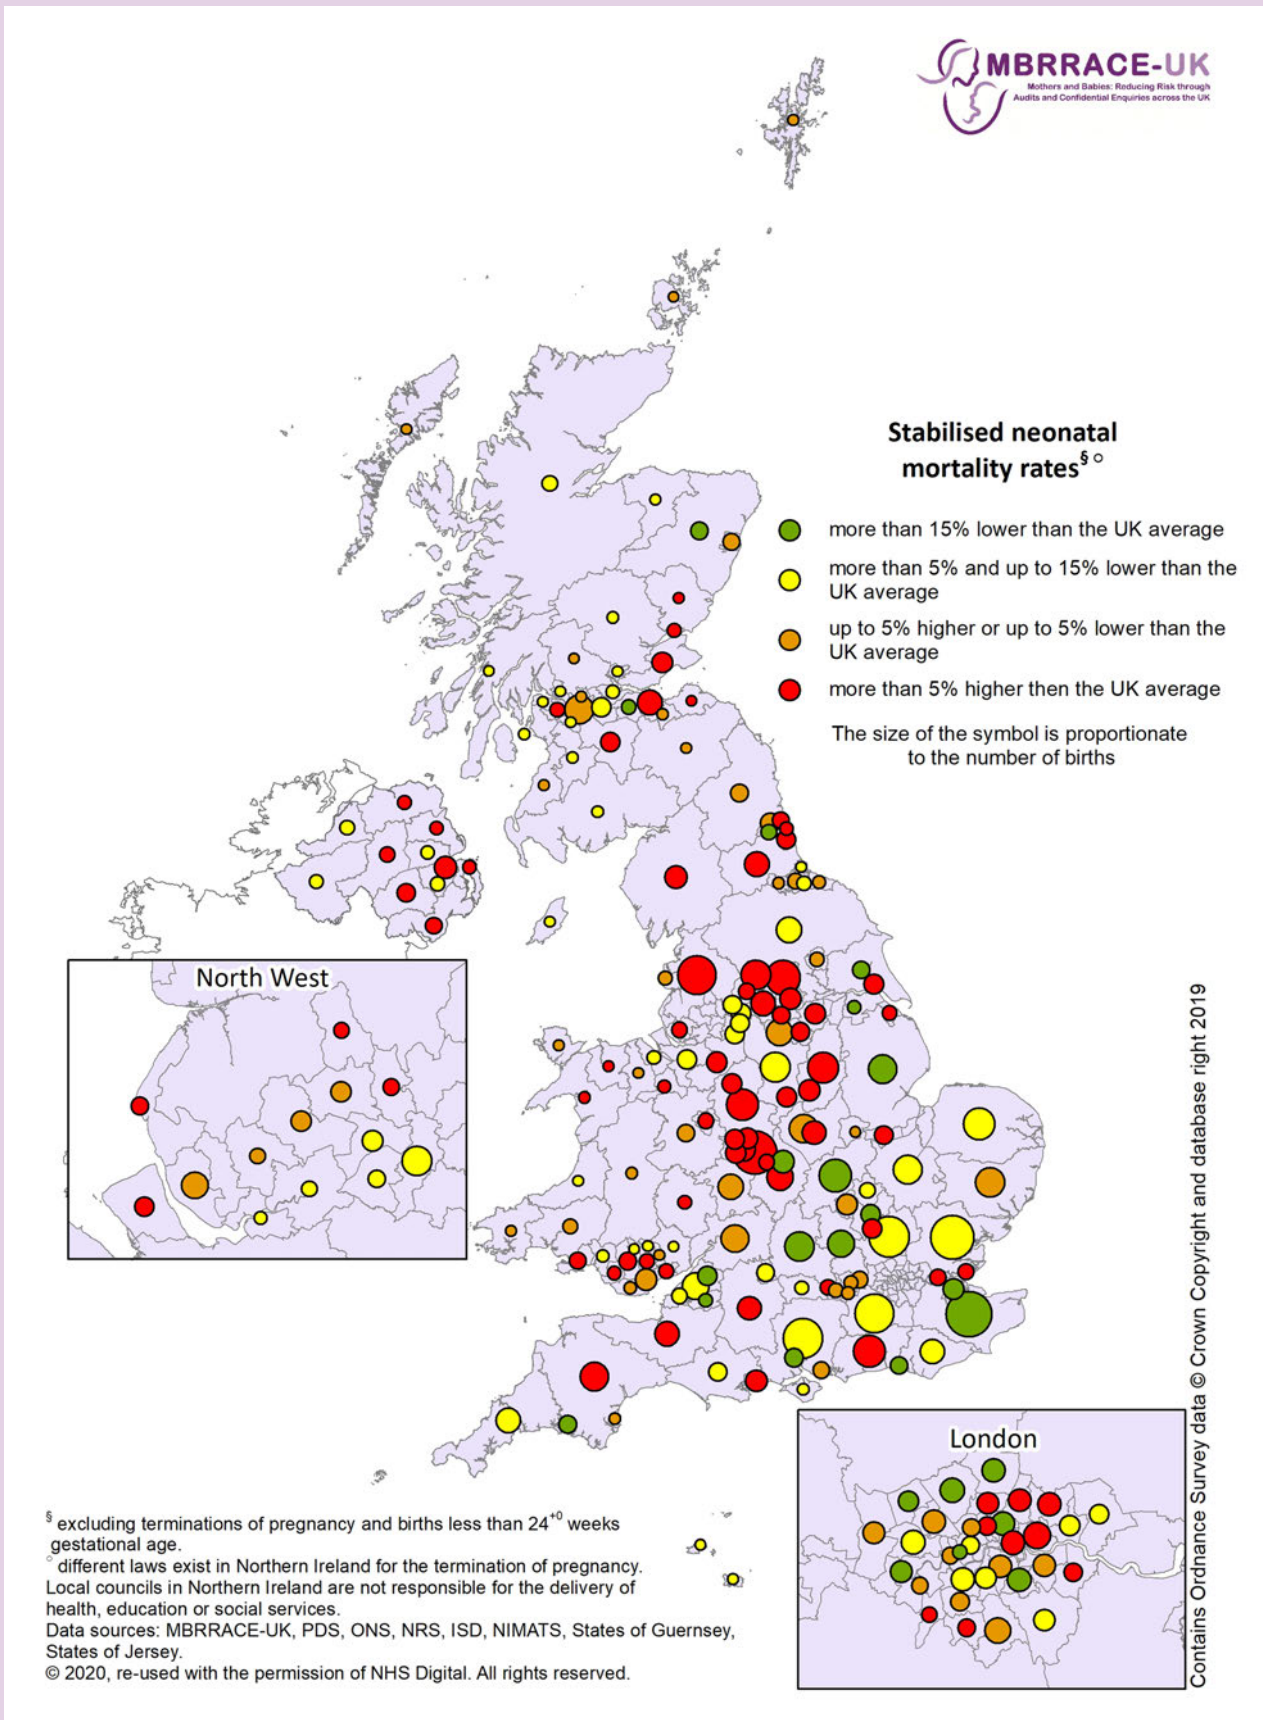 MBRRACE-UK
Mothers and Babies: Reducing Risk through
Audits and Confidential Enquiries across the UK
Stabilised neonatal
mortality rates§ ○
more than 15% lower than the UK average
more than 5% and up to 15% lower than the
UK average
up to 5% higher or up to 5% lower than the
UK average
more than 5% higher then the UK average
The size of the symbol is proportionate
to the number of births
North West
London
Contains Ordnance Survey data © Crown Copyright and database right 2019
§ excluding terminations of pregnancy and births less than 24+0 weeks
gestational age.
○ different laws exist in Northern Ireland for the termination of pregnancy.
Local councils in Northern Ireland are not responsible for the delivery of
health, education or social services.
Data sources: MBRRACE-UK, PDS, ONS, NRS, ISD, NIMATS, States of Guernsey,
States of Jersey.
© 2020, re-used with the permission of NHS Digital. All rights reserved.